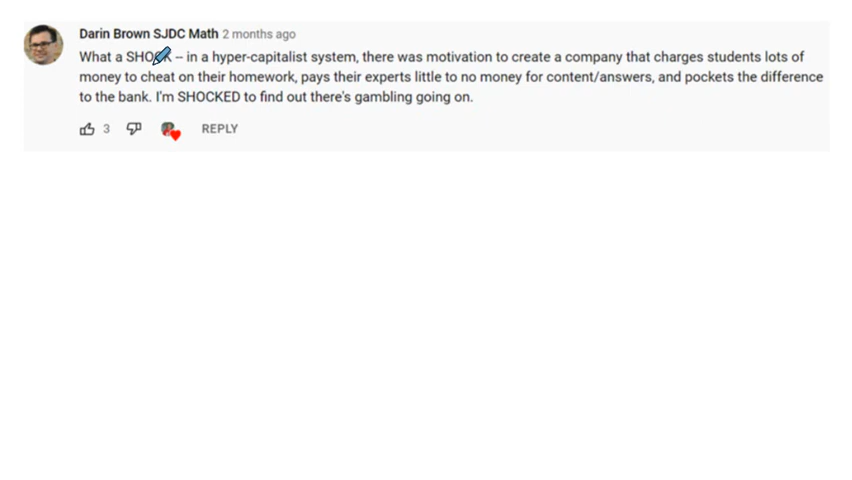 Darin Brown SJDC Math 2 months ago
What a SHOCK – in a hyper-capitalist system, there was motivation to create a company that charges students lots of
money to cheat on their homework, pays their experts little to no money for content/answers, and pockets the difference
to the bank. I'm SHOCKED to find out there's gambling going on.
3 REPLY